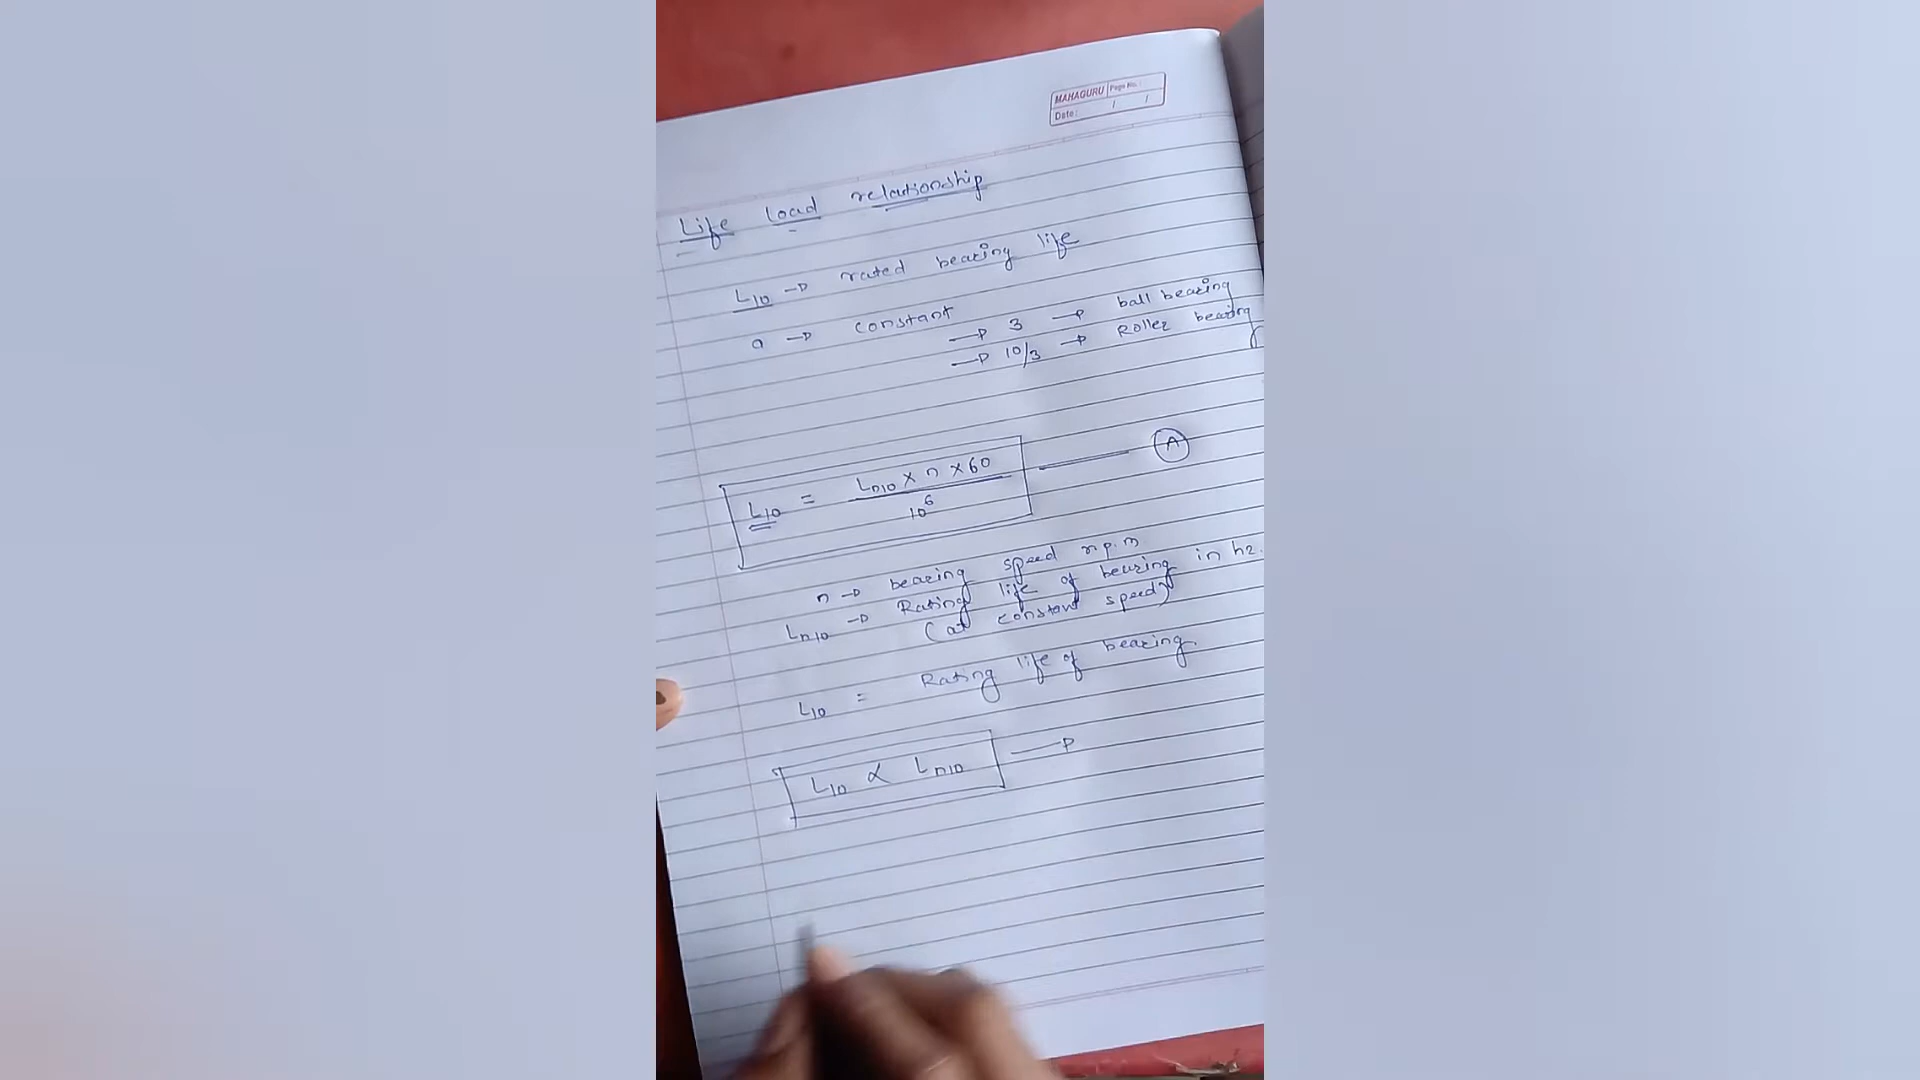 MAHAGURU Page No.:
Date: / /
Life load relationship
L10 → rated bearing life
a → constant → 3 → ball bearing
→ 10/3 → Roller bearing
L10 = Ln10 × n × 60 / 10^6 — A
n → bearing speed r.p.m
Ln10 → Rating life of bearing in hr.
(at constant speed)
L10 = Rating life of bearing.
L10 ∝ Ln10 →